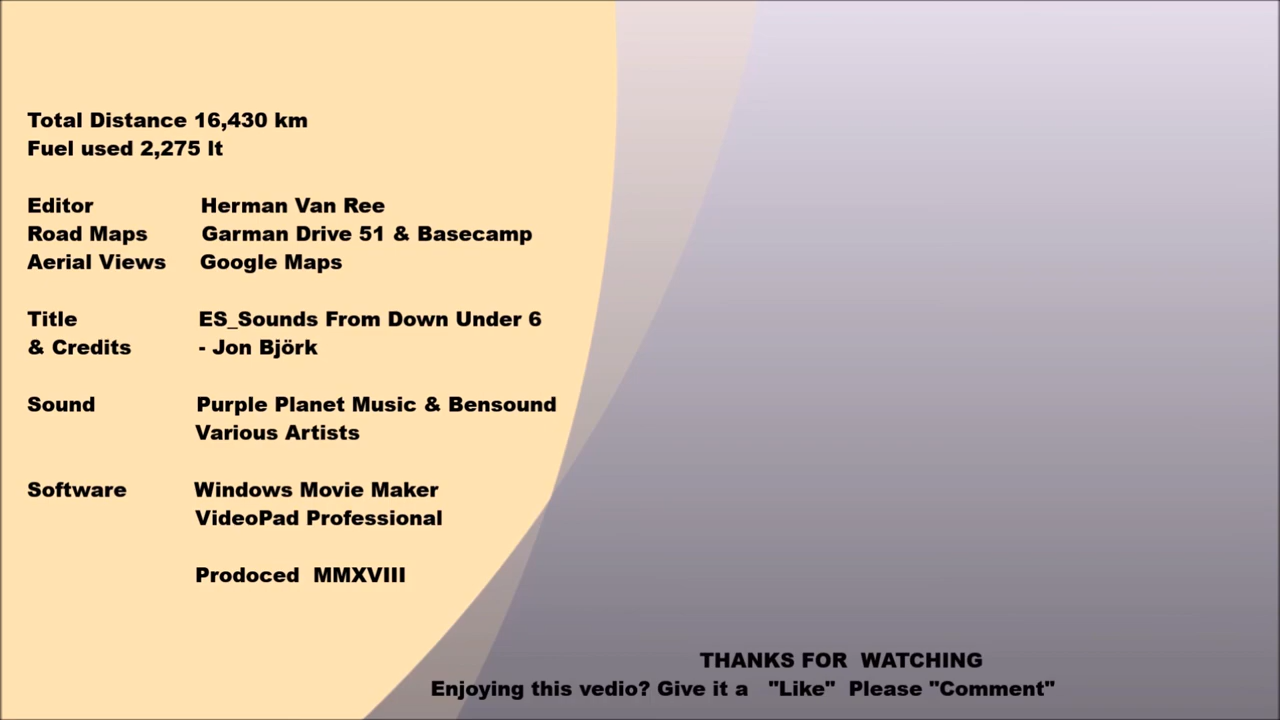 Total Distance 16,430 km
Fuel used 2,275 lt
Editor Herman Van Ree
Road Maps Garman Drive 51 & Basecamp
Aerial Views Google Maps
Title ES_Sounds From Down Under 6
& Credits - Jon Björk
Sound Purple Planet Music & Bensound
Various Artists
Software Windows Movie Maker
VideoPad Professional
Prodoced MMXVIII
THANKS FOR WATCHING
Enjoying this vedio? Give it a "Like" Please "Comment"